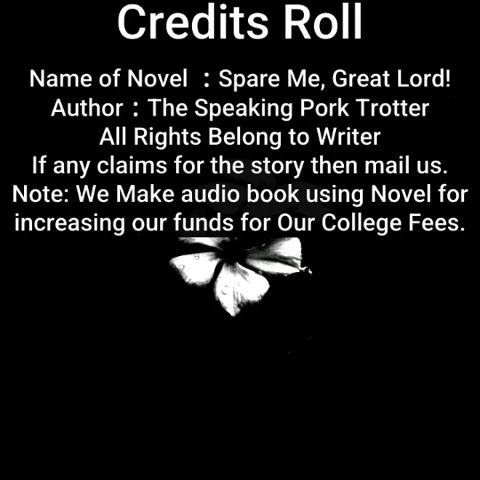 Credits Roll
Name of Novel : Spare Me, Great Lord!
Author : The Speaking Pork Trotter
All Rights Belong to Writer
If any claims for the story then mail us.
Note: We Make audio book using Novel for
increasing our funds for Our College Fees.